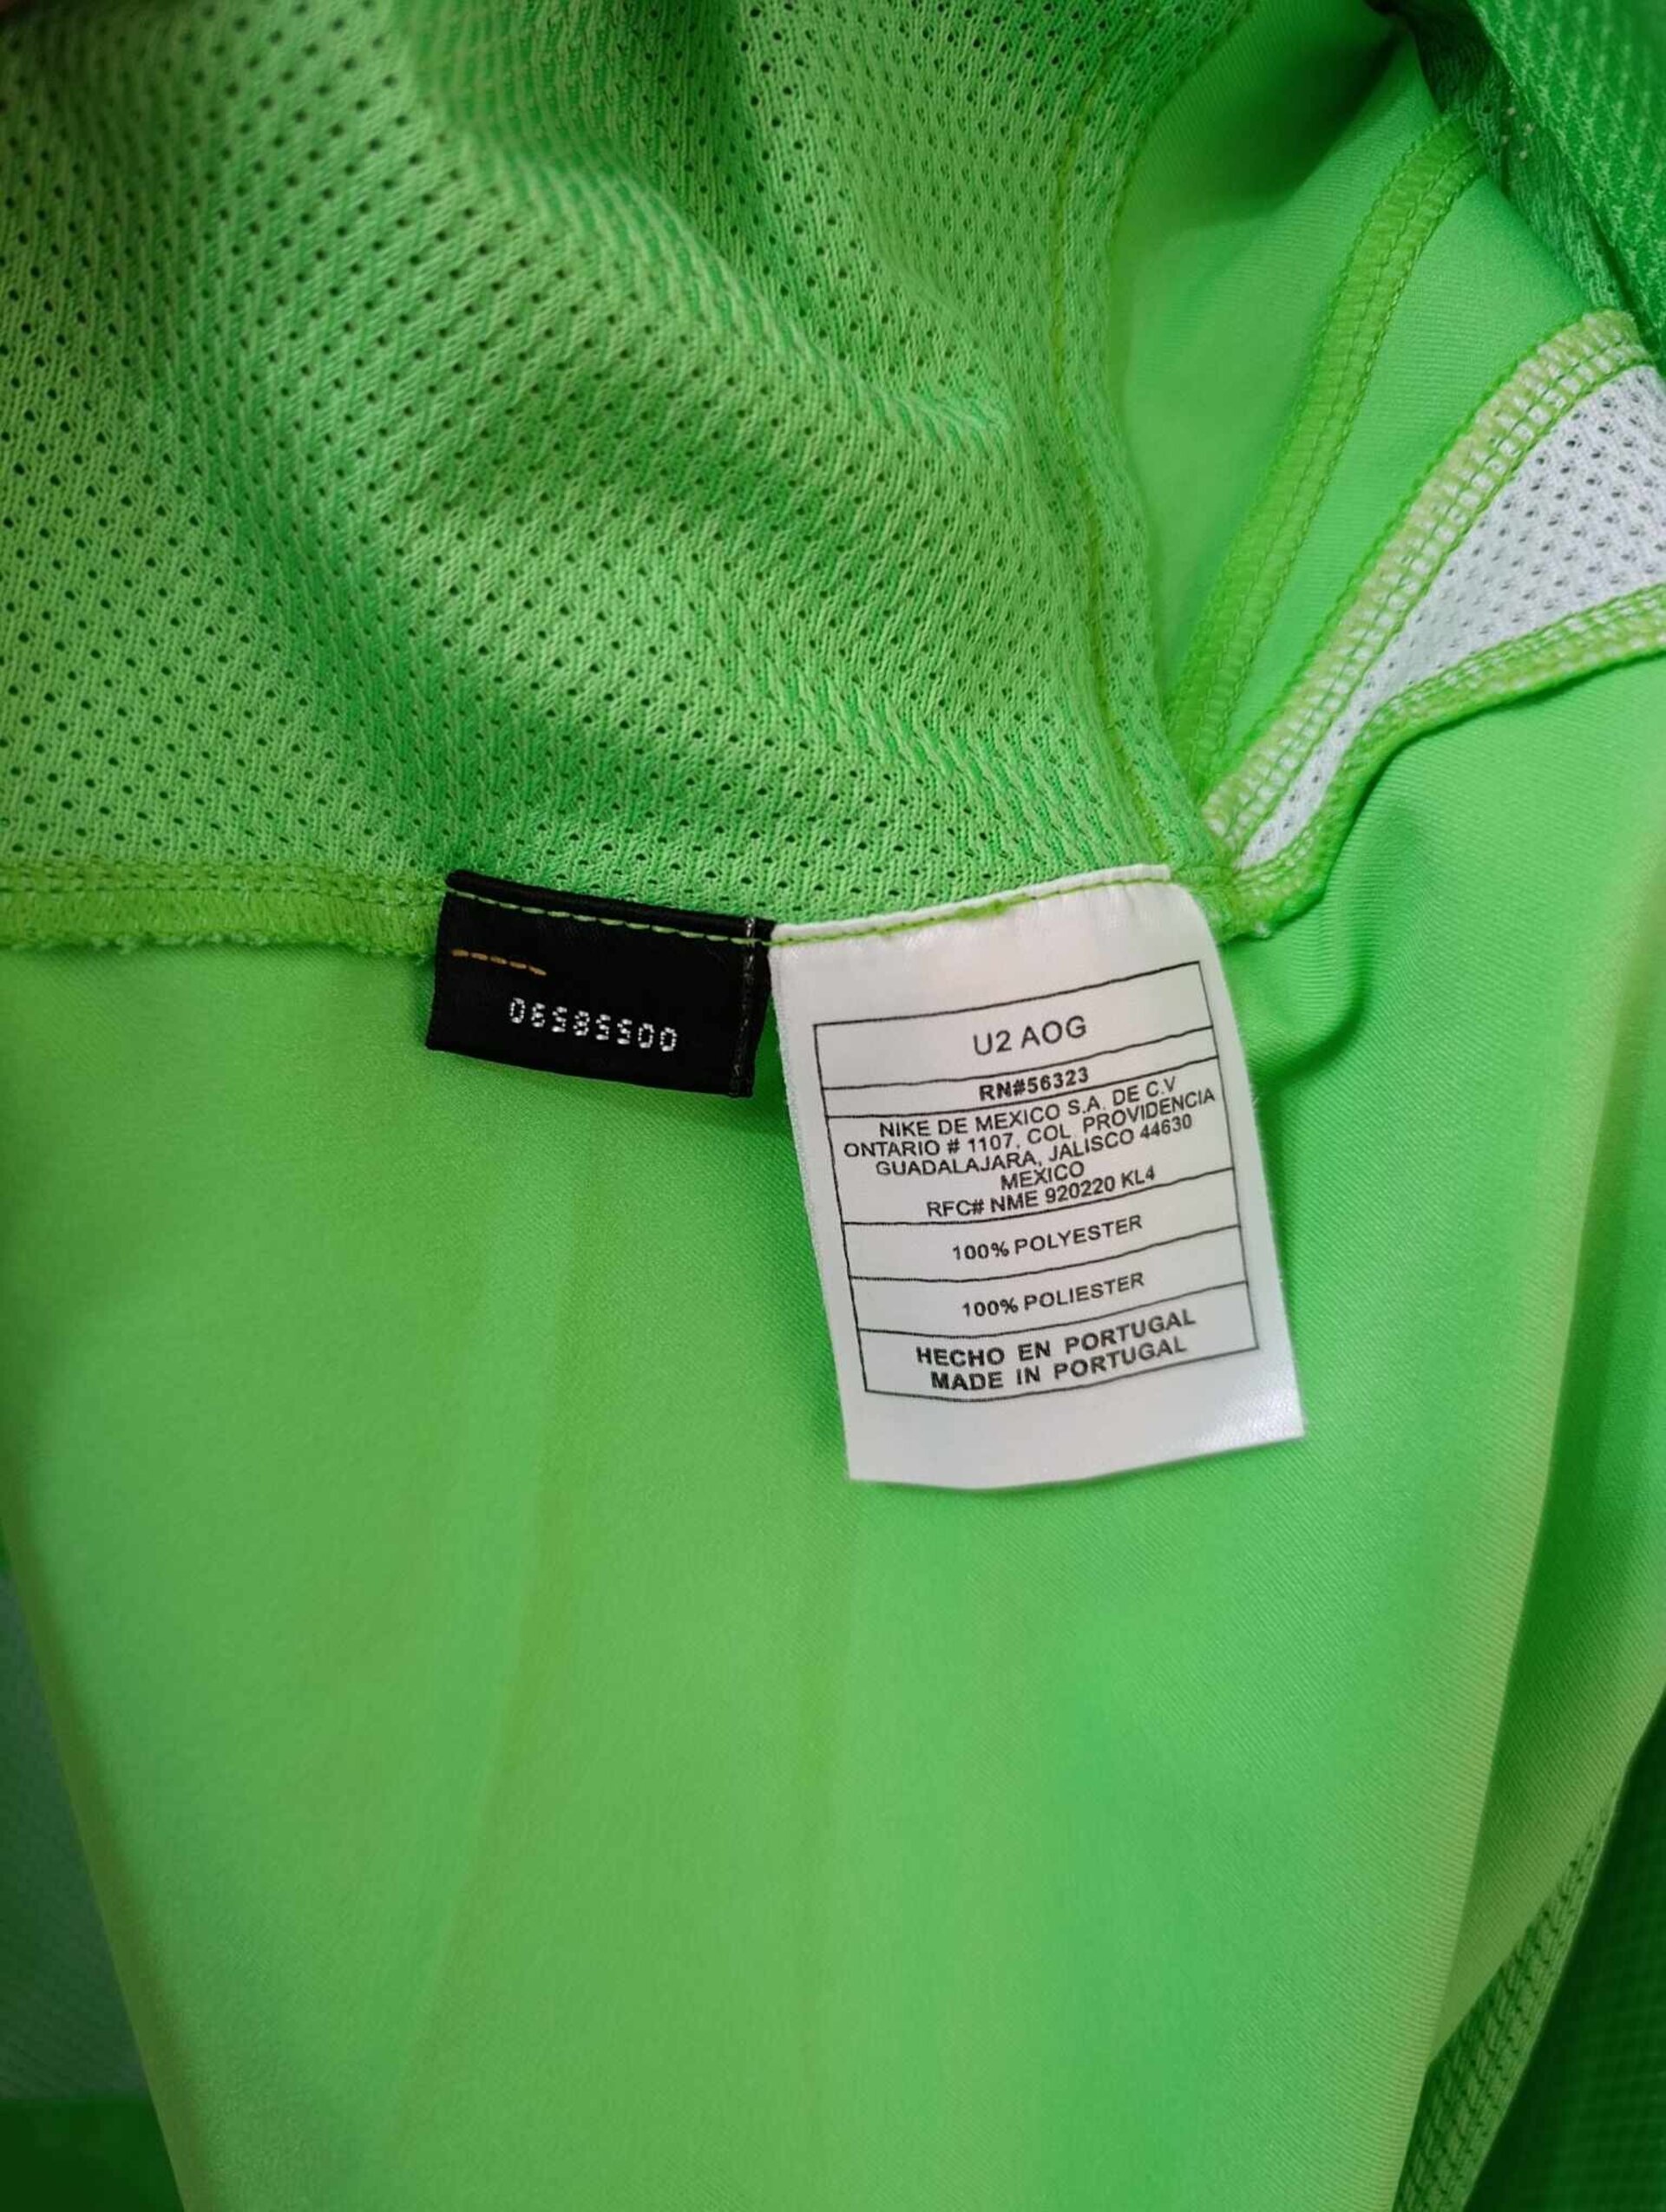 06585500
U2 AOG
RN#56323
NIKE DE MEXICO S.A. DE C.V
ONTARIO # 1107, COL. PROVIDENCIA
GUADALAJARA, JALISCO 44630
MEXICO
RFC# NME 920220 KL4
100% POLYESTER
100% POLIESTER
HECHO EN PORTUGAL
MADE IN PORTUGAL